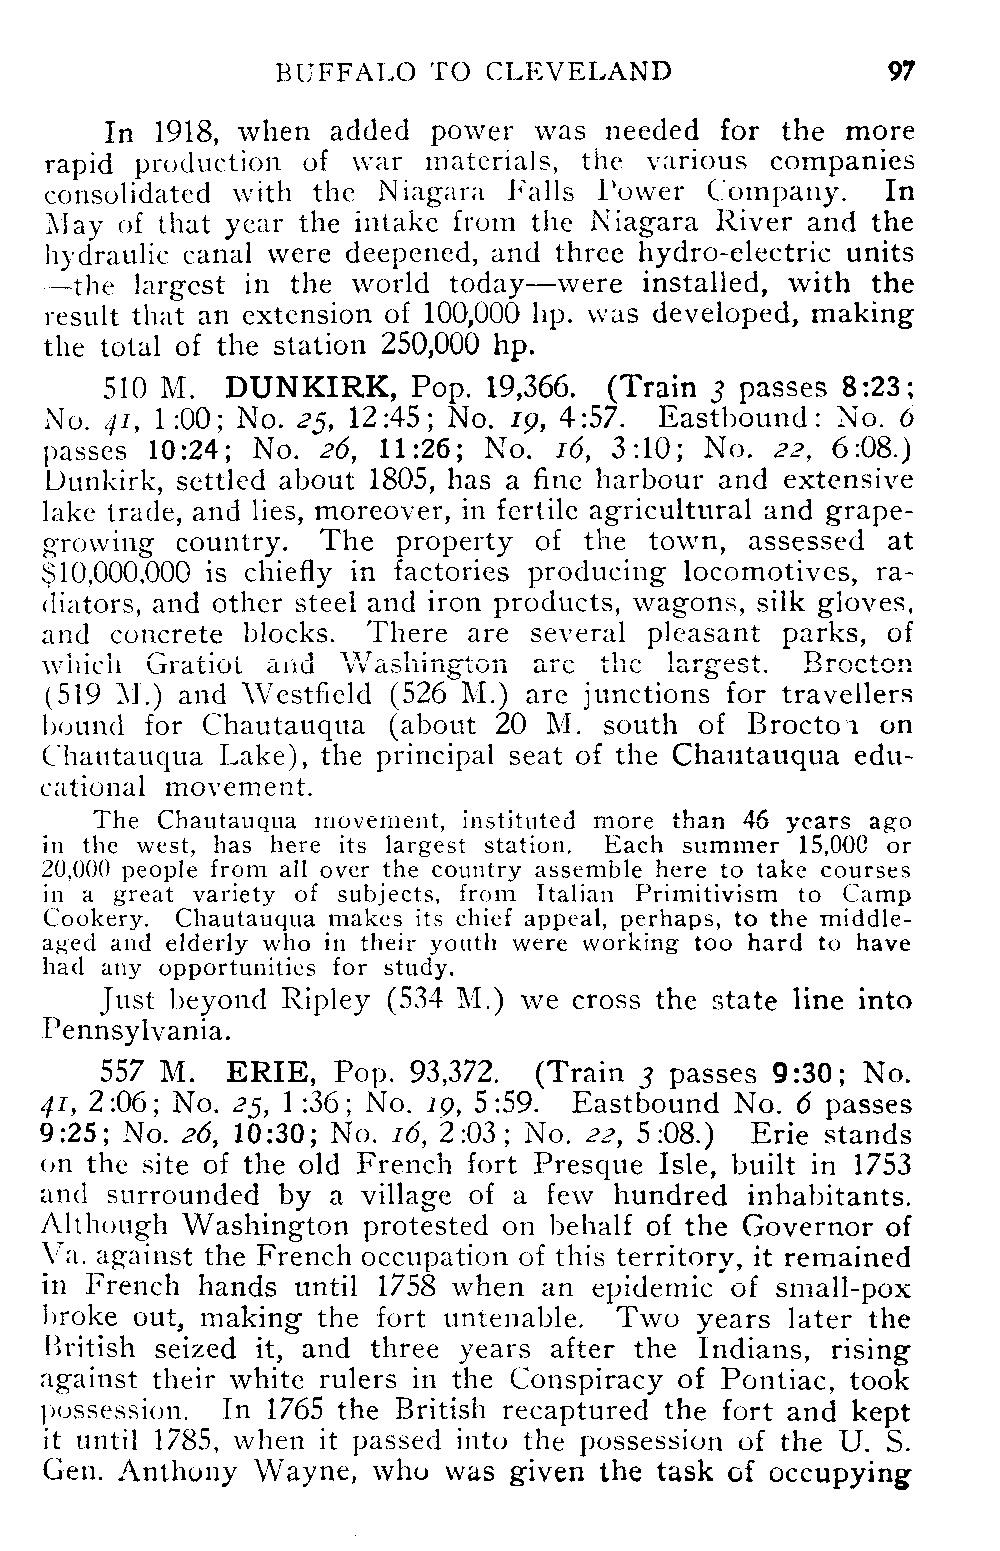 BUFFALO TO CLEVELAND 97
In 1918, when added power was needed for the more
rapid production of war materials, the various companies
consolidated with the Niagara Falls Power Company. In
May of that year the intake from the Niagara River and the
hydraulic canal were deepened, and three hydro-electric units
—the largest in the world today—were installed, with the
result that an extension of 100,000 hp. was developed, making
the total of the station 250,000 hp.
510 M. DUNKIRK, Pop. 19,366. (Train 3 passes 8:23;
No. 41, 1:00; No. 25, 12:45; No. 19, 4:57. Eastbound: No. 6
passes 10:24; No. 26, 11:26; No. 16, 3:10; No. 22, 6:08.)
Dunkirk, settled about 1805, has a fine harbour and extensive
lake trade, and lies, moreover, in fertile agricultural and grape-
growing country. The property of the town, assessed at
$10,000,000 is chiefly in factories producing locomotives, ra-
diators, and other steel and iron products, wagons, silk gloves,
and concrete blocks. There are several pleasant parks, of
which Gratiot and Washington are the largest. Brocton
(519 M.) and Westfield (526 M.) are junctions for travellers
bound for Chautauqua (about 20 M. south of Brocton on
Chautauqua Lake), the principal seat of the Chautauqua edu-
cational movement.
The Chautauqua movement, instituted more than 46 years ago
in the west, has here its largest station. Each summer 15,000 or
20,000 people from all over the country assemble here to take courses
in a great variety of subjects, from Italian Primitivism to Camp
Cookery. Chautauqua makes its chief appeal, perhaps, to the middle-
aged and elderly who in their youth were working too hard to have
had any opportunities for study.
Just beyond Ripley (534 M.) we cross the state line into
Pennsylvania.
557 M. ERIE, Pop. 93,372. (Train 3 passes 9:30; No.
41, 2:06; No. 25, 1:36; No. 19, 5:59. Eastbound No. 6 passes
9:25; No. 26, 10:30; No. 16, 2:03; No. 22, 5:08.) Erie stands
on the site of the old French fort Presque Isle, built in 1753
and surrounded by a village of a few hundred inhabitants.
Although Washington protested on behalf of the Governor of
Va. against the French occupation of this territory, it remained
in French hands until 1758 when an epidemic of small-pox
broke out, making the fort untenable. Two years later the
British seized it, and three years after the Indians, rising
against their white rulers in the Conspiracy of Pontiac, took
possession. In 1765 the British recaptured the fort and kept
it until 1785, when it passed into the possession of the U. S.
Gen. Anthony Wayne, who was given the task of occupying